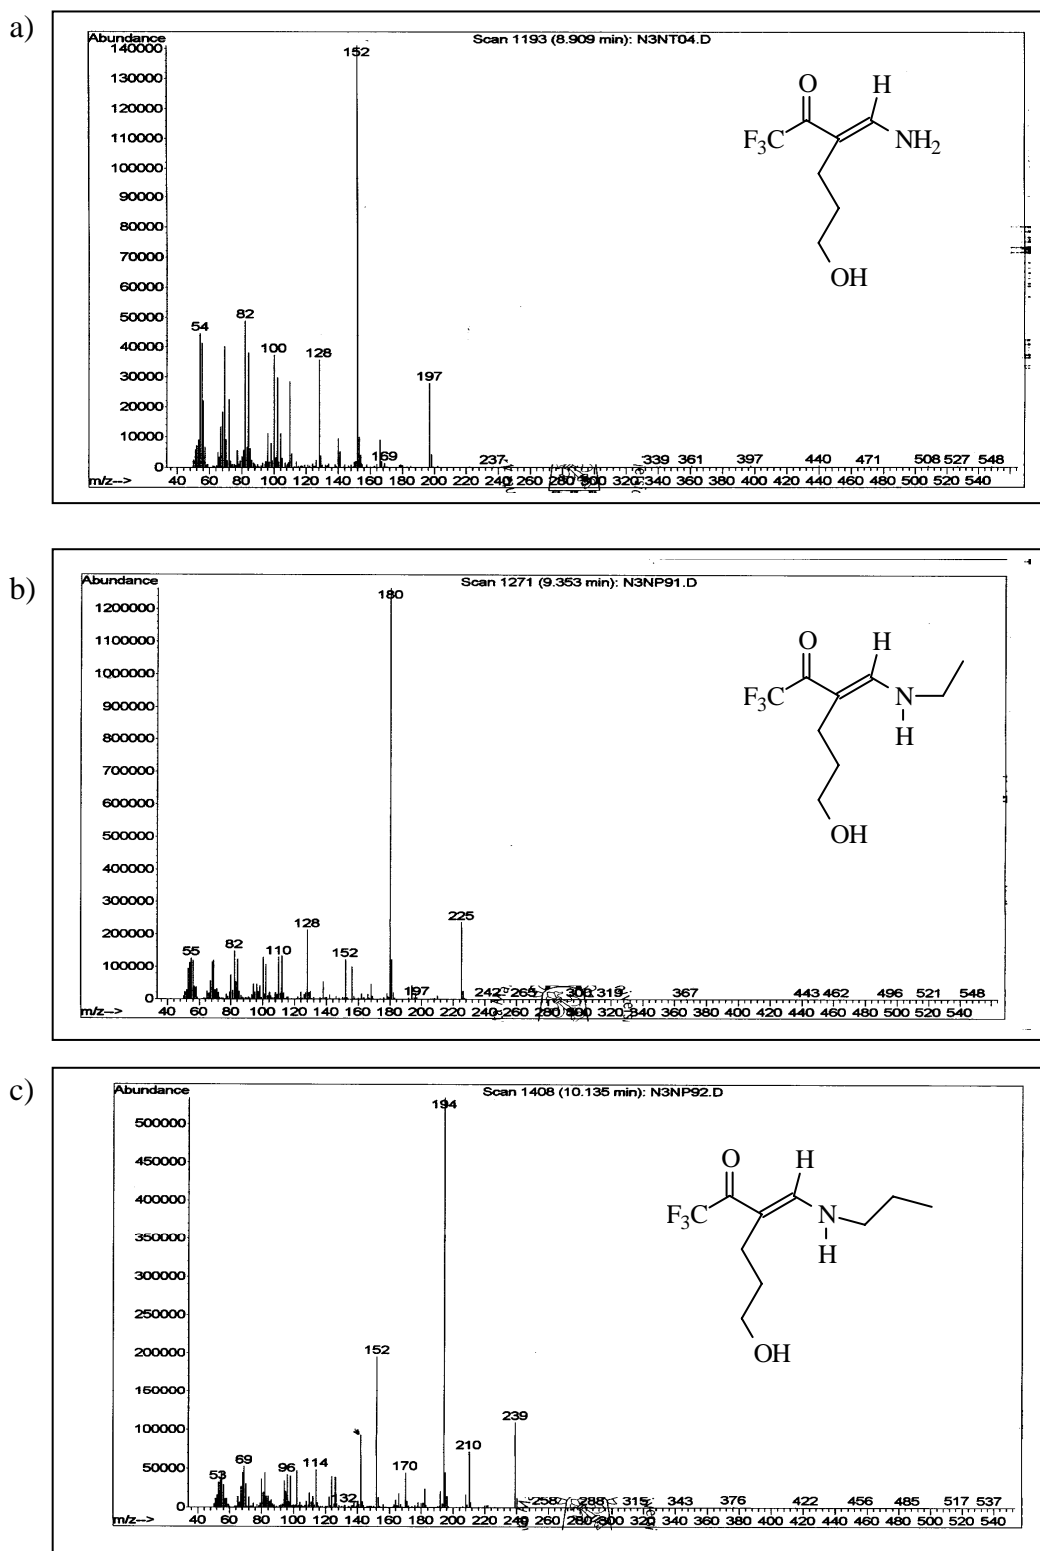 a)
Abundance
Scan 1193 (8.909 min): N3NT04.D
140000
130000
120000
110000
100000
90000
80000
70000
60000
50000
40000
30000
20000
10000
0
152
54
82
100
128
169
197
237
339 361 397 440 471 508 527 548
m/z--> 40 60 80 100 120 140 160 180 200 220 240 260 280 300 320 340 360 380 400 420 440 460 480 500 520 540
O
H
F3C
NH2
OH
b)
Abundance
Scan 1271 (9.353 min): N3NP91.D
1200000
1100000
1000000
900000
800000
700000
600000
500000
400000
300000
200000
100000
0
180
55
82
110
128
152
197
225
242 265 300 319 367 443 462 496 521 548
m/z--> 40 60 80 100 120 140 160 180 200 220 240 260 280 300 320 340 360 380 400 420 440 460 480 500 520 540
O
H
F3C
N
H
OH
c)
Abundance
Scan 1408 (10.135 min): N3NP92.D
500000
450000
400000
350000
300000
250000
200000
150000
100000
50000
0
194
53
69
96
114
132
152
170
210
239
258 288 315 343 376 422 456 485 517 537
m/z--> 40 60 80 100 120 140 160 180 200 220 240 260 280 300 320 340 360 380 400 420 440 460 480 500 520 540
O
H
F3C
N
H
OH